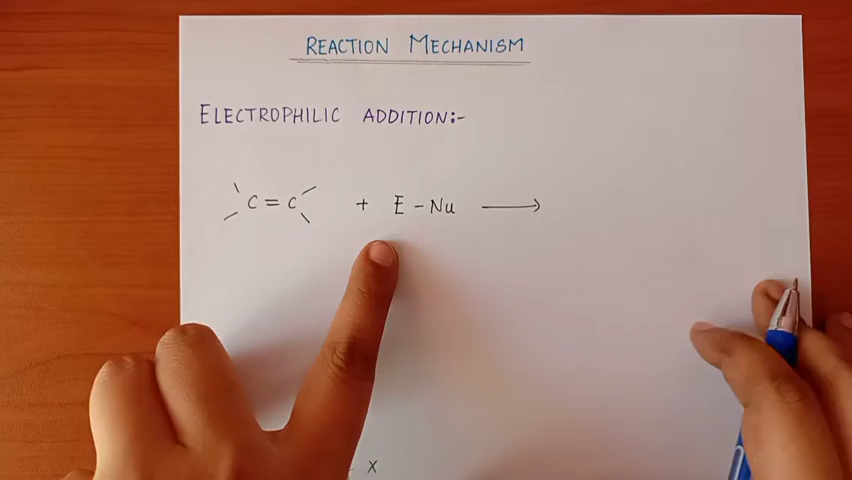 REACTION MECHANISM
ELECTROPHILIC ADDITION:-
C = C + E - Nu ⟶
X